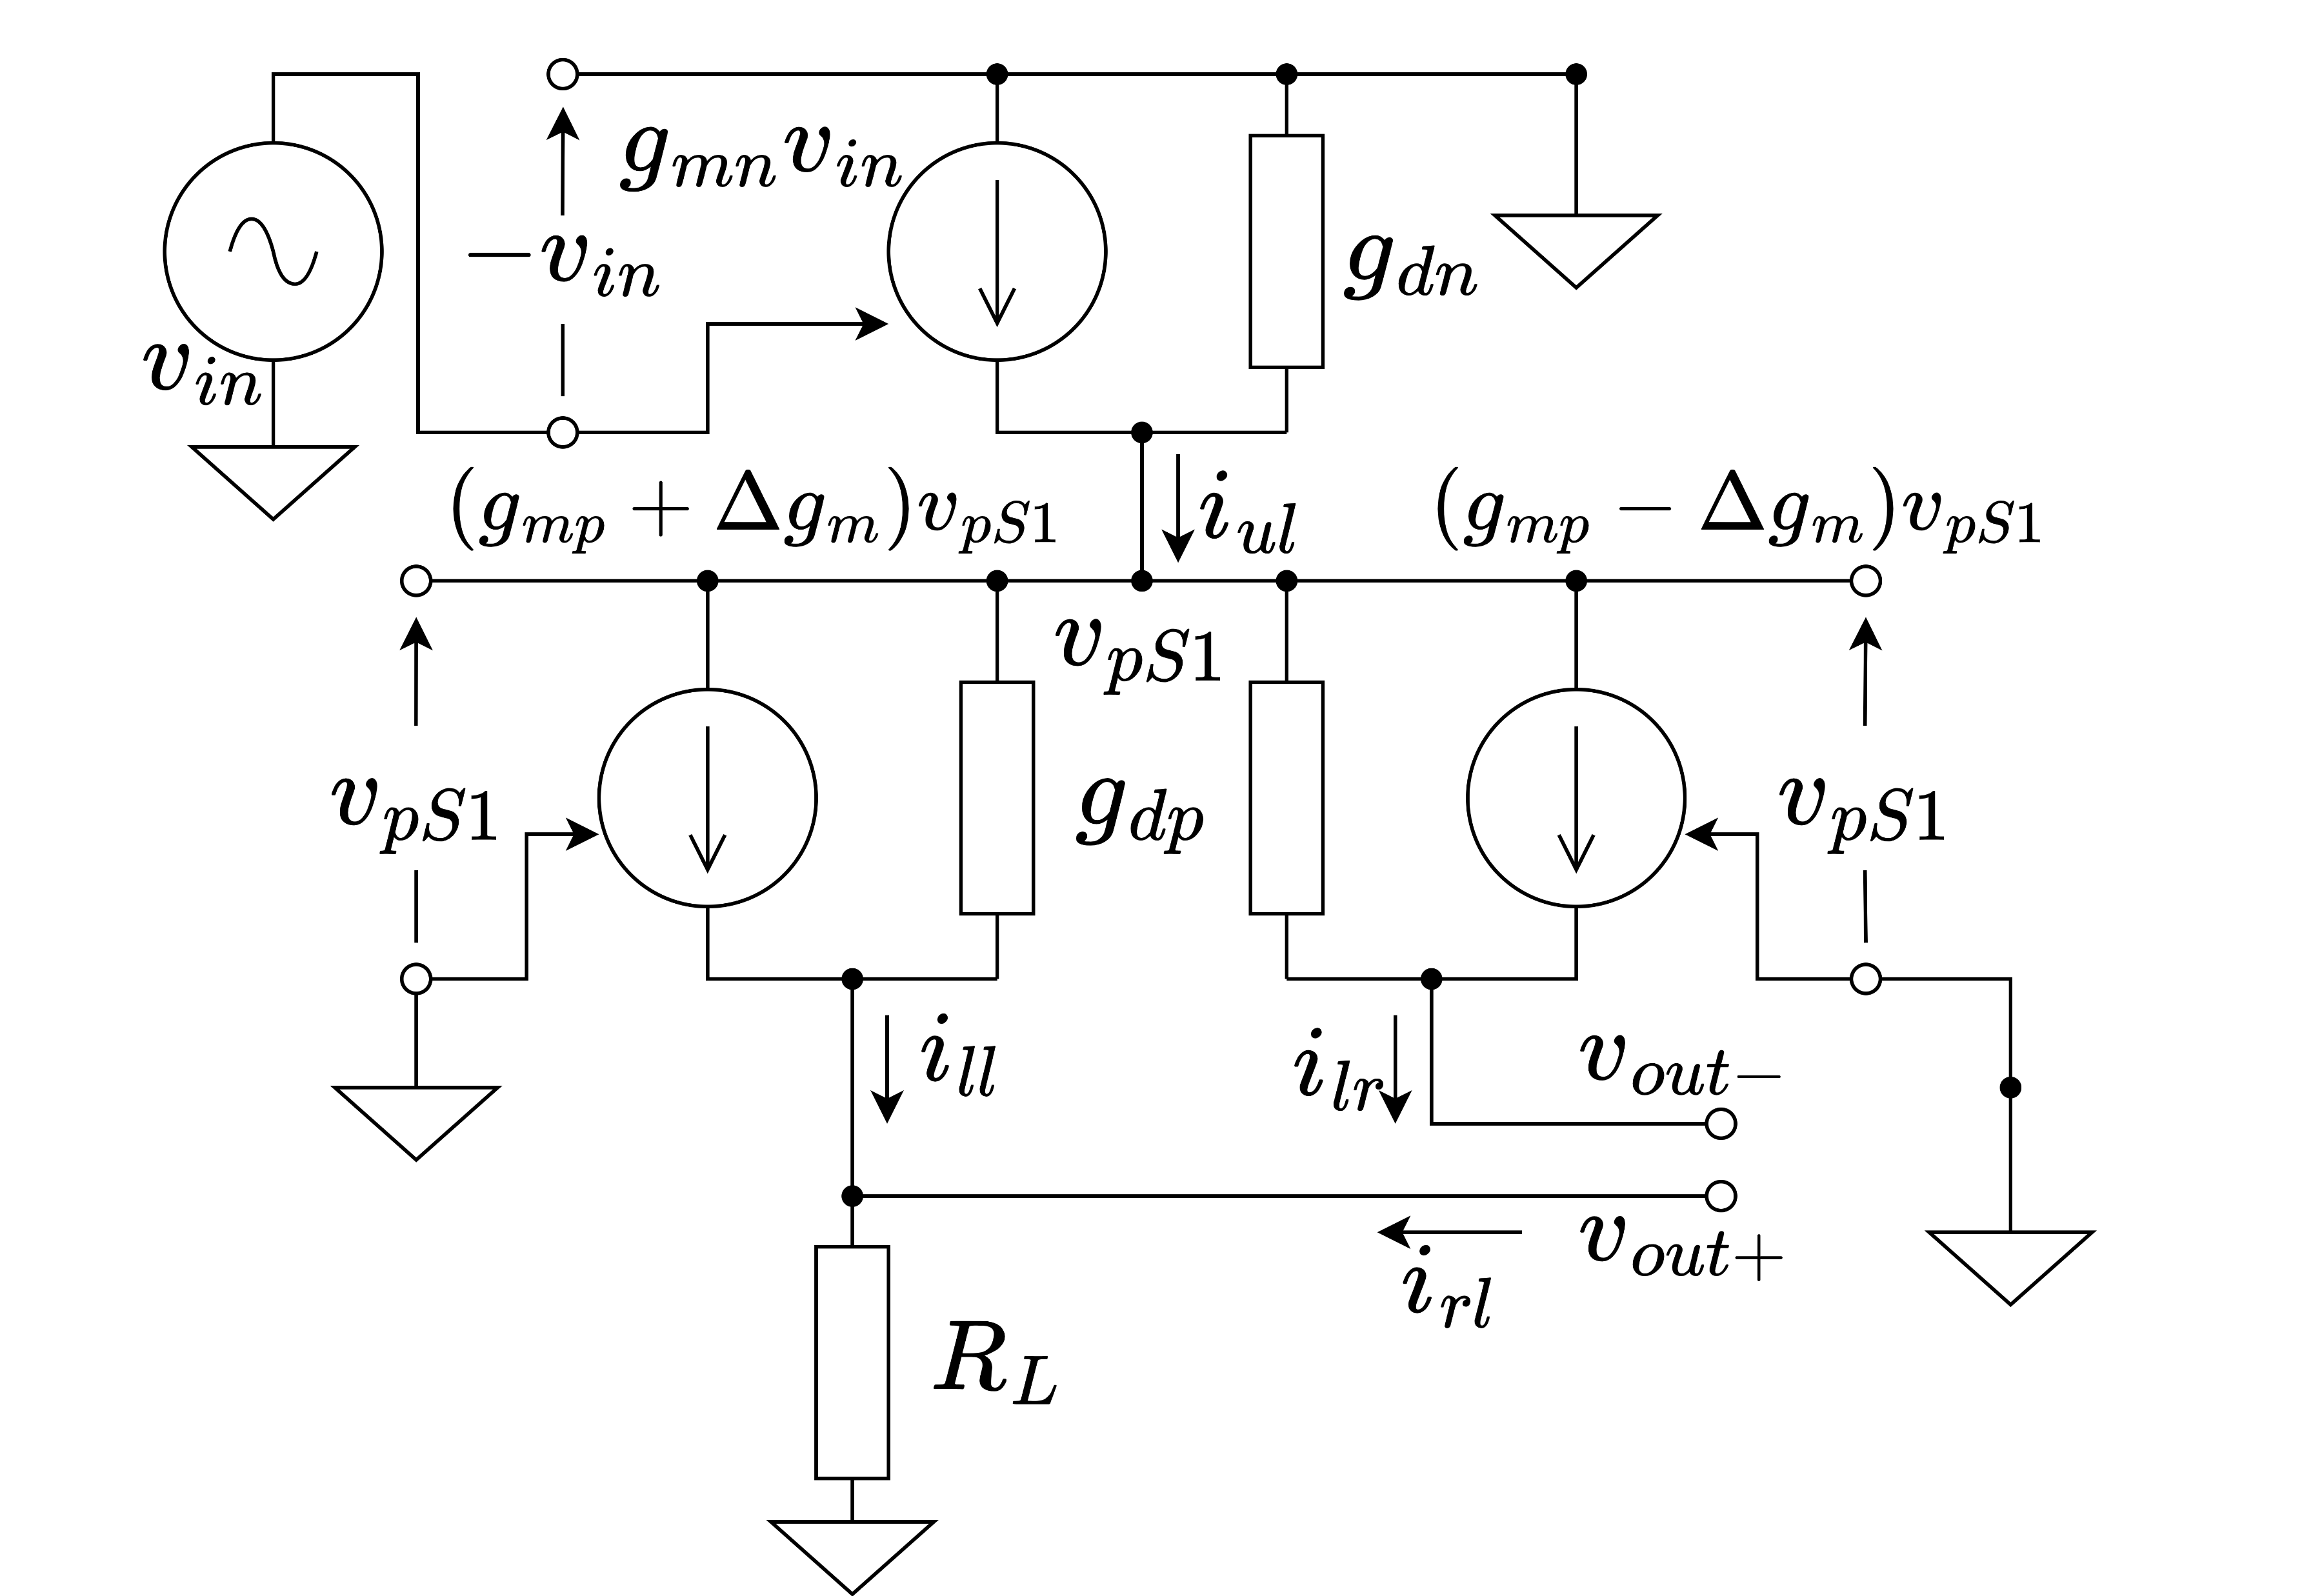 g_{mn}v_{in}
-v_{in}
g_{dn}
v_{in}
(g_{mp} + Δg_m)v_{pS1}
i_{ul}
(g_{mp} - Δg_m)v_{pS1}
v_{pS1}
v_{pS1}
g_{dp}
v_{pS1}
i_{ll}
i_{lr}
v_{out-}
v_{out+}
i_{rl}
R_L